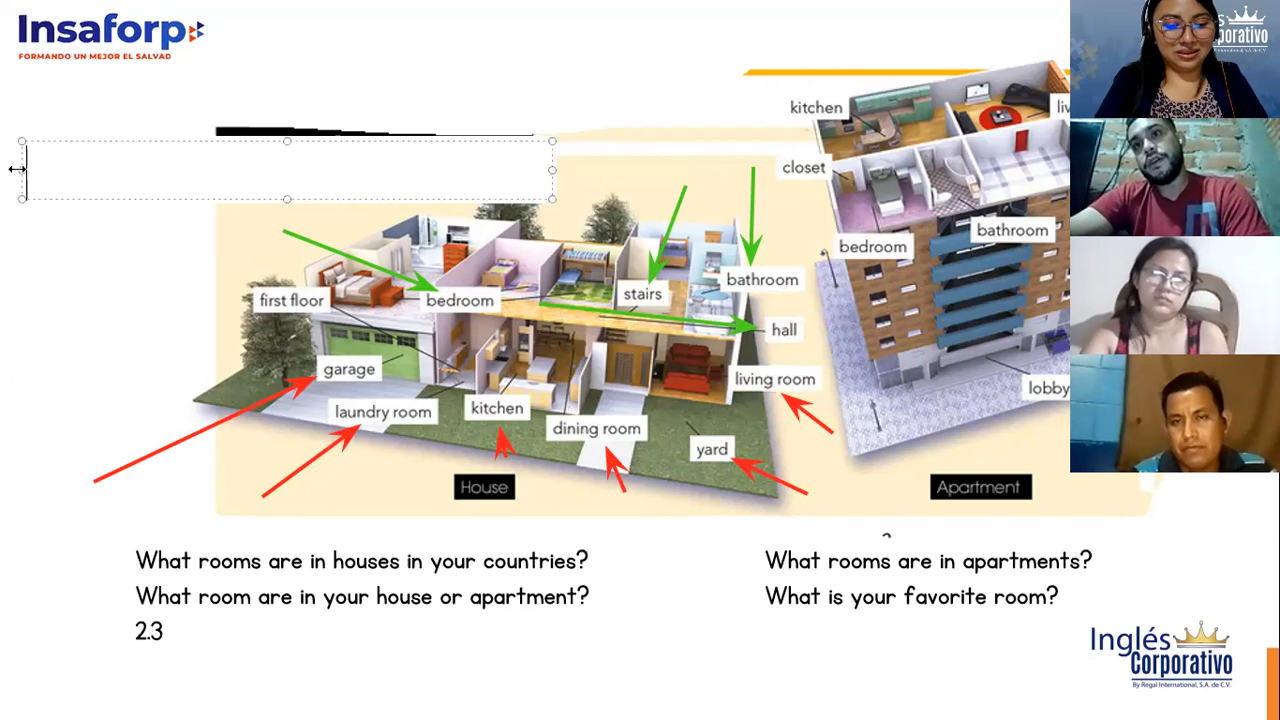 Insaforp
FORMANDO UN MEJOR EL SALVAD
porativo
kitchen
closet
bedroom
bathroom
first floor
bedroom
stairs
bathroom
hall
garage
living room
laundry room
kitchen
dining room
yard
lobby
House
Apartment
What rooms are in houses in your countries?
What room are in your house or apartment?
2.3
What rooms are in apartments?
What is your favorite room?
Inglés
Corporativo
By Regal International, S.A. de C.V.